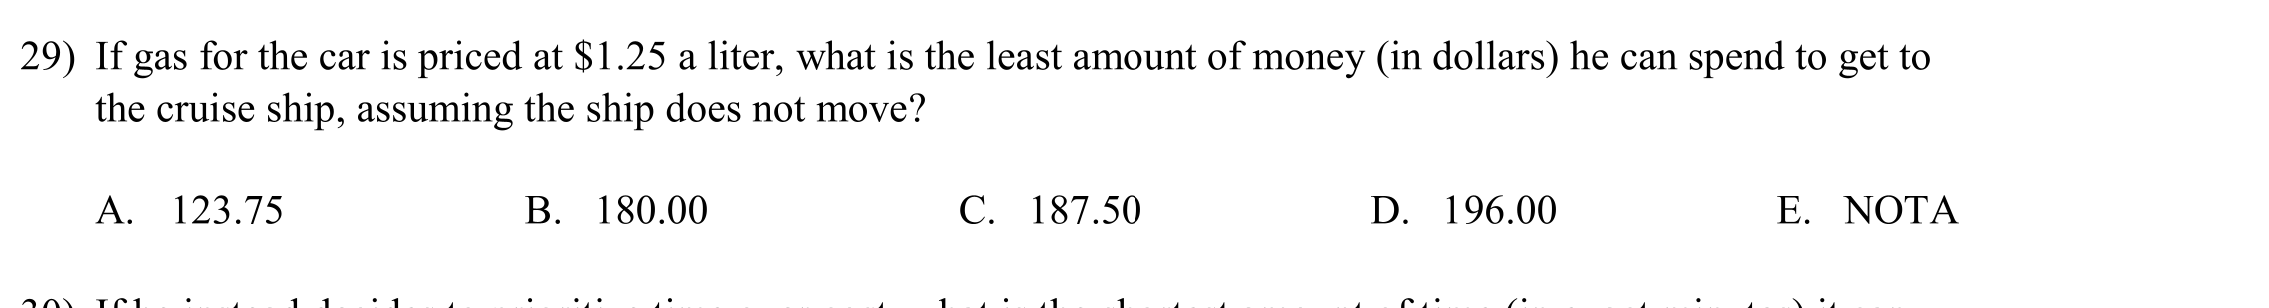 29) If gas for the car is priced at $1.25 a liter, what is the least amount of money (in dollars) he can spend to get to
the cruise ship, assuming the ship does not move?
A. 123.75 B. 180.00 C. 187.50 D. 196.00 E. NOTA